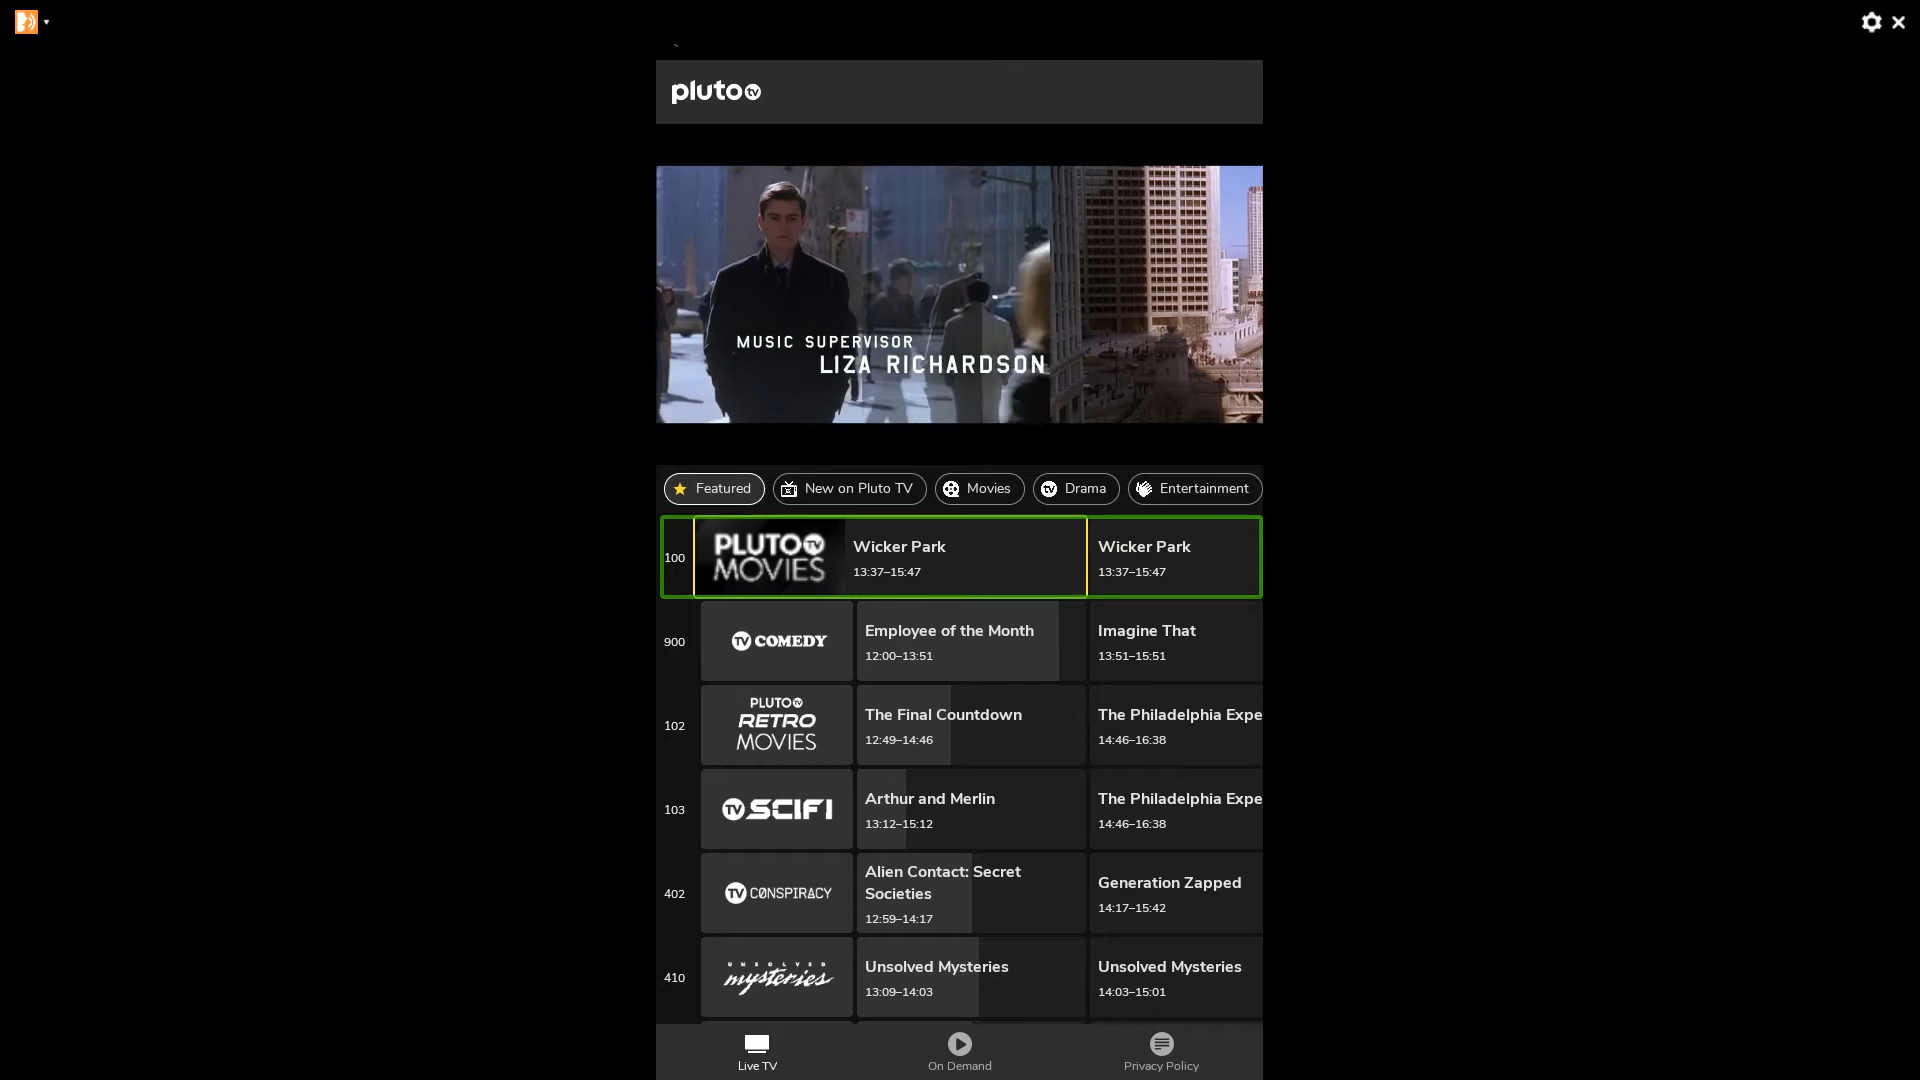 pluto tv
MUSIC SUPERVISOR
LIZA RICHARDSON
Featured
New on Pluto TV
Movies
Drama
Entertainment
100
PLUTO TV
MOVIES
Wicker Park
13:37–15:47
Wicker Park
13:37–15:47
900
TV COMEDY
Employee of the Month
12:00–13:51
Imagine That
13:51–15:51
102
PLUTO TV
RETRO
MOVIES
The Final Countdown
12:49–14:46
The Philadelphia Expe
14:46–16:38
103
TV SCIFI
Arthur and Merlin
13:12–15:12
The Philadelphia Expe
14:46–16:38
402
TV CONSPIRACY
Alien Contact: Secret
Societies
12:59–14:17
Generation Zapped
14:17–15:42
410
UNSOLVED
mysteries
Unsolved Mysteries
13:09–14:03
Unsolved Mysteries
14:03–15:01
Live TV
On Demand
Privacy Policy